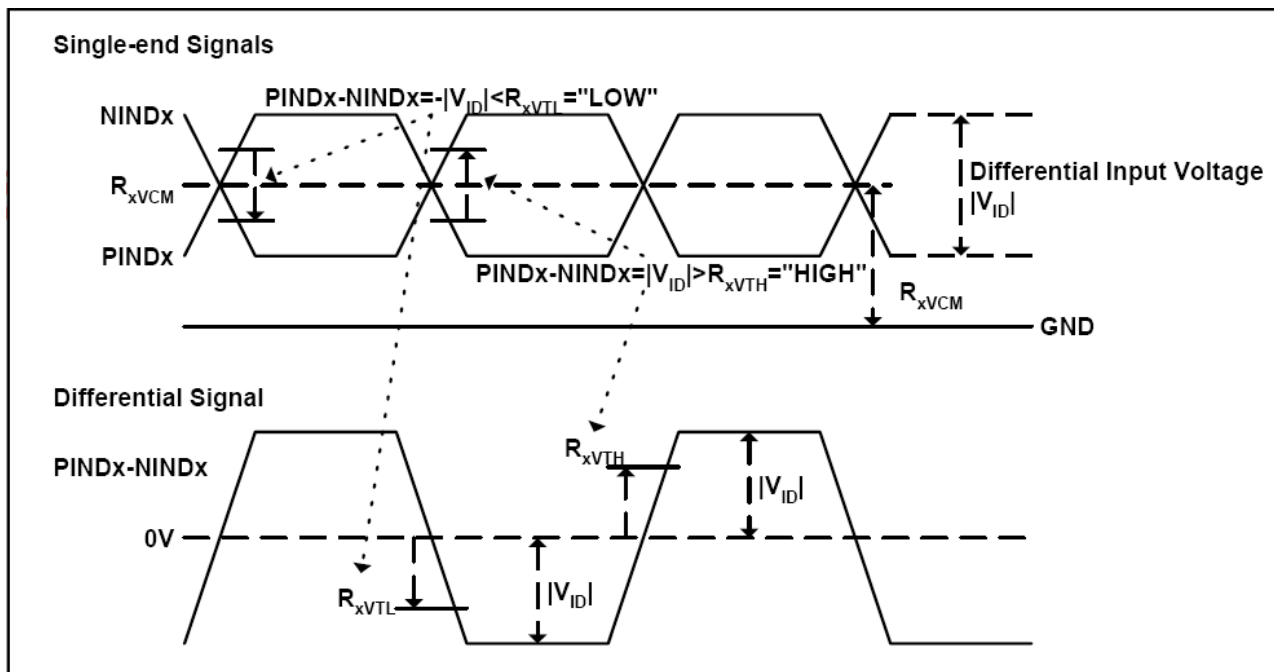 Single-end Signals
PINDx-NINDx=-|VID|<RxVTL="LOW"
NINDx
RxVCM
Differential Input Voltage
|VID|
PINDx
PINDx-NINDx=|VID|>RxVTH="HIGH"
RxVCM
GND
Differential Signal
RxVTH
PINDx-NINDx
|VID|
0V
RxVTL
|VID|